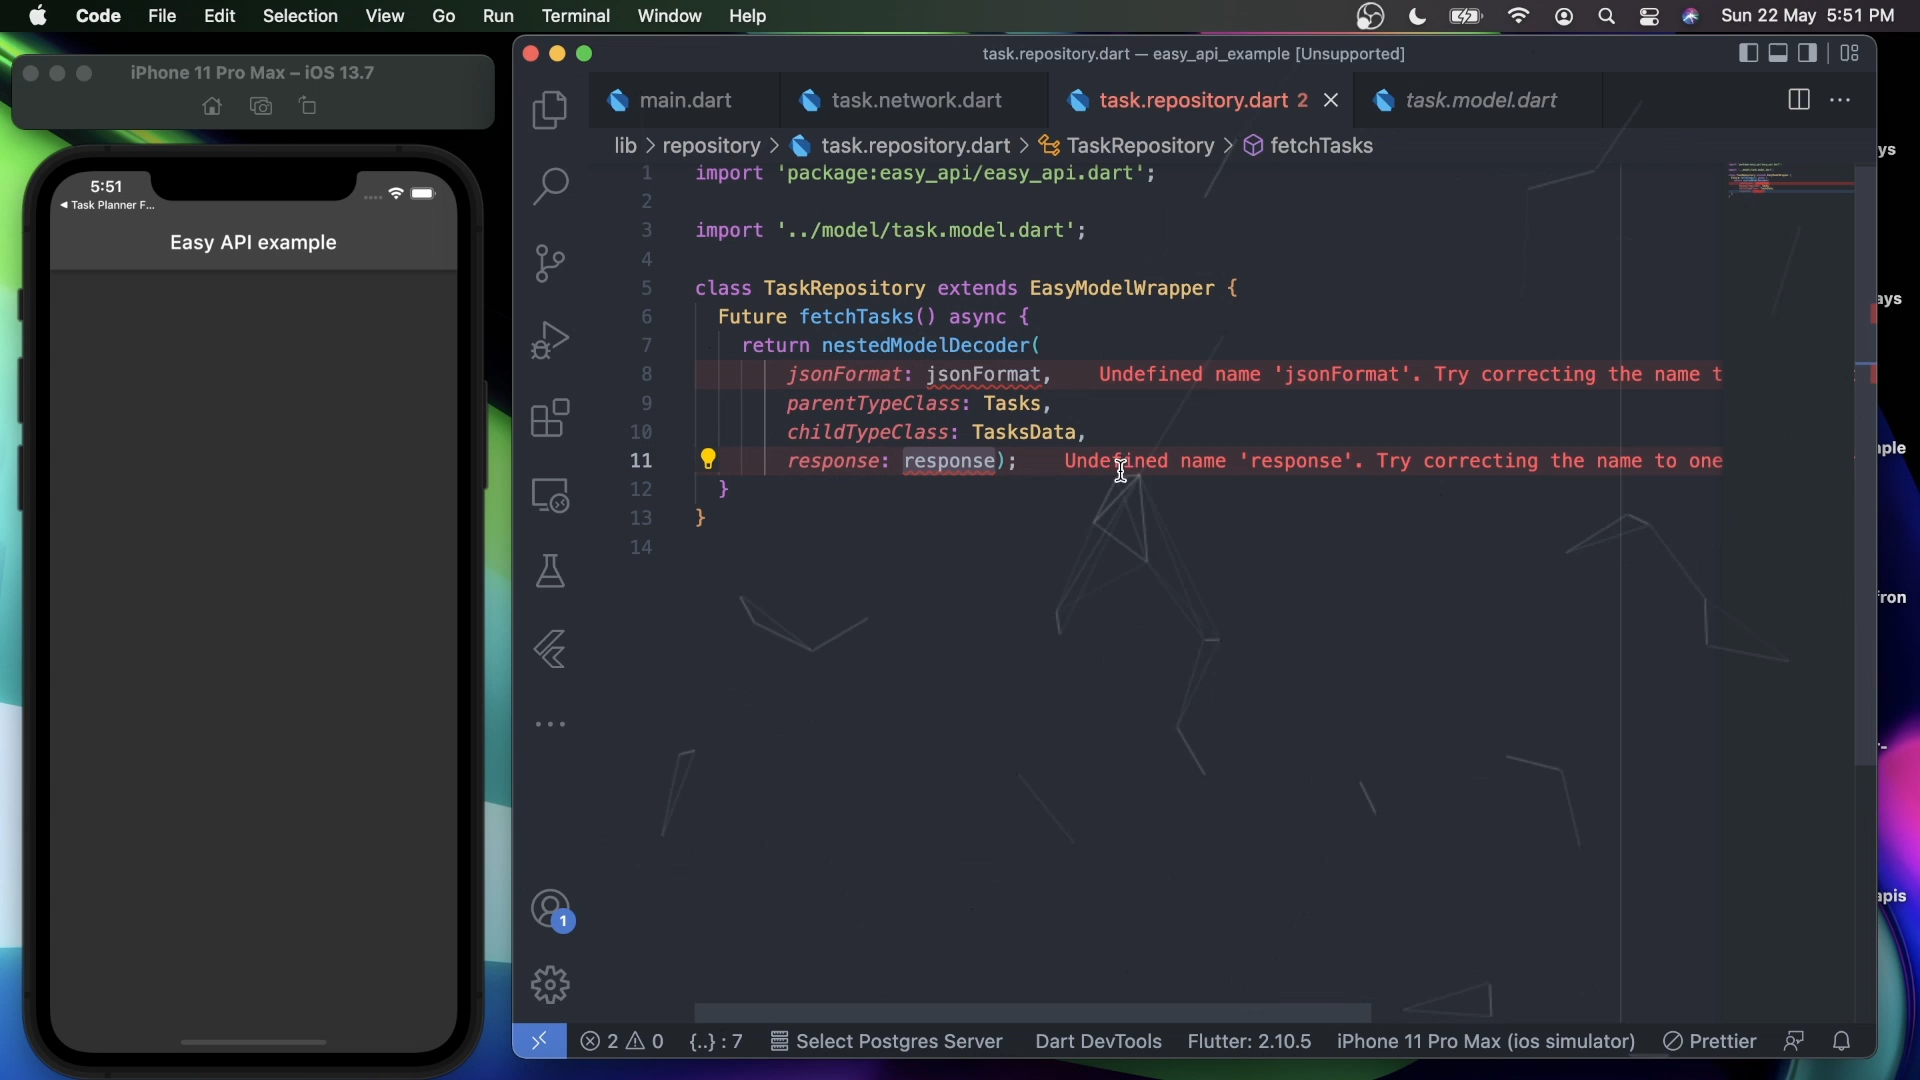 Code File Edit Selection View Go Run Terminal Window Help Sun 22 May 5:51 PM
iPhone 11 Pro Max – iOS 13.7
5:51
◀ Task Planner F...
Easy API example
task.repository.dart — easy_api_example [Unsupported]
main.dart task.network.dart task.repository.dart 2 task.model.dart
lib > repository > task.repository.dart > TaskRepository > fetchTasks
1 import 'package:easy_api/easy_api.dart';
2
3 import '../model/task.model.dart';
4
5 class TaskRepository extends EasyModelWrapper {
6 Future fetchTasks() async {
7 return nestedModelDecoder(
8 jsonFormat: jsonFormat, Undefined name 'jsonFormat'. Try correcting the name t
9 parentTypeClass: Tasks,
10 childTypeClass: TasksData,
11 response: response); Undefined name 'response'. Try correcting the name to one
12 }
13 }
14
1
2 0 {..} : 7 Select Postgres Server Dart DevTools Flutter: 2.10.5 iPhone 11 Pro Max (ios simulator) Prettier
ys
ays
ple
fron
apis